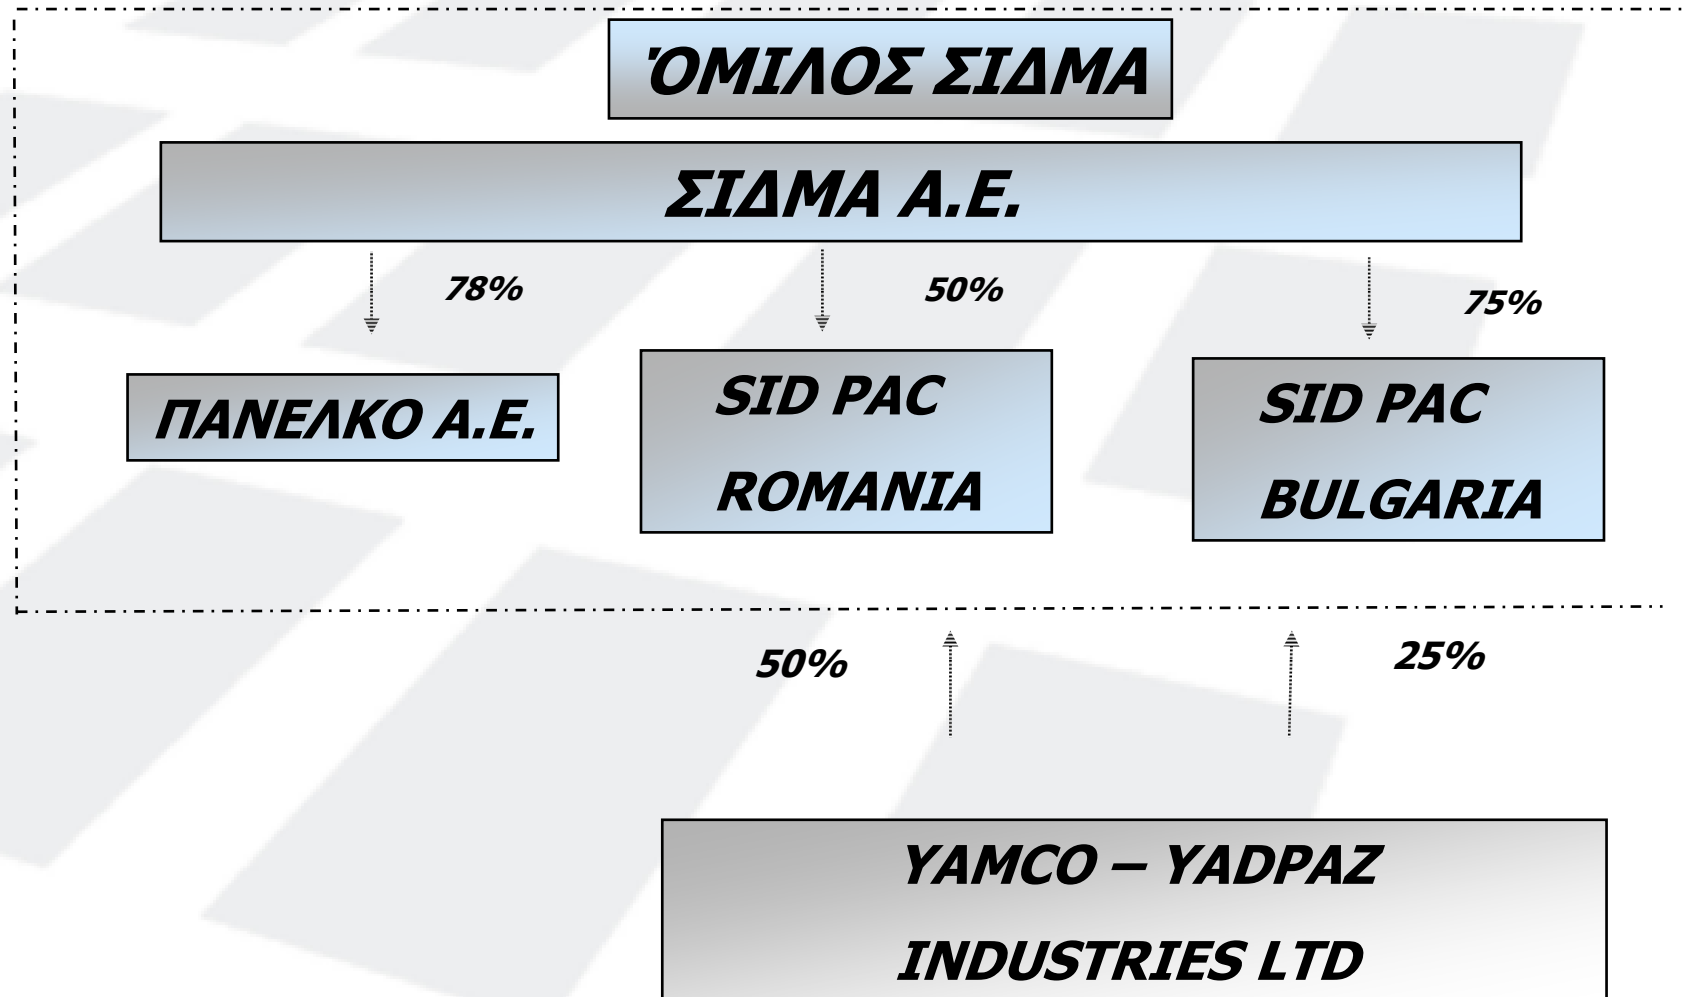 ΌΜΙΛΟΣ ΣΙΔΜΑ
ΣΙΔΜΑ Α.Ε.
78%
50%
75%
ΠΑΝΕΛΚΟ Α.Ε.
SID PAC
ROMANIA
SID PAC
BULGARIA
50%
25%
YAMCO – YADPAZ
INDUSTRIES LTD